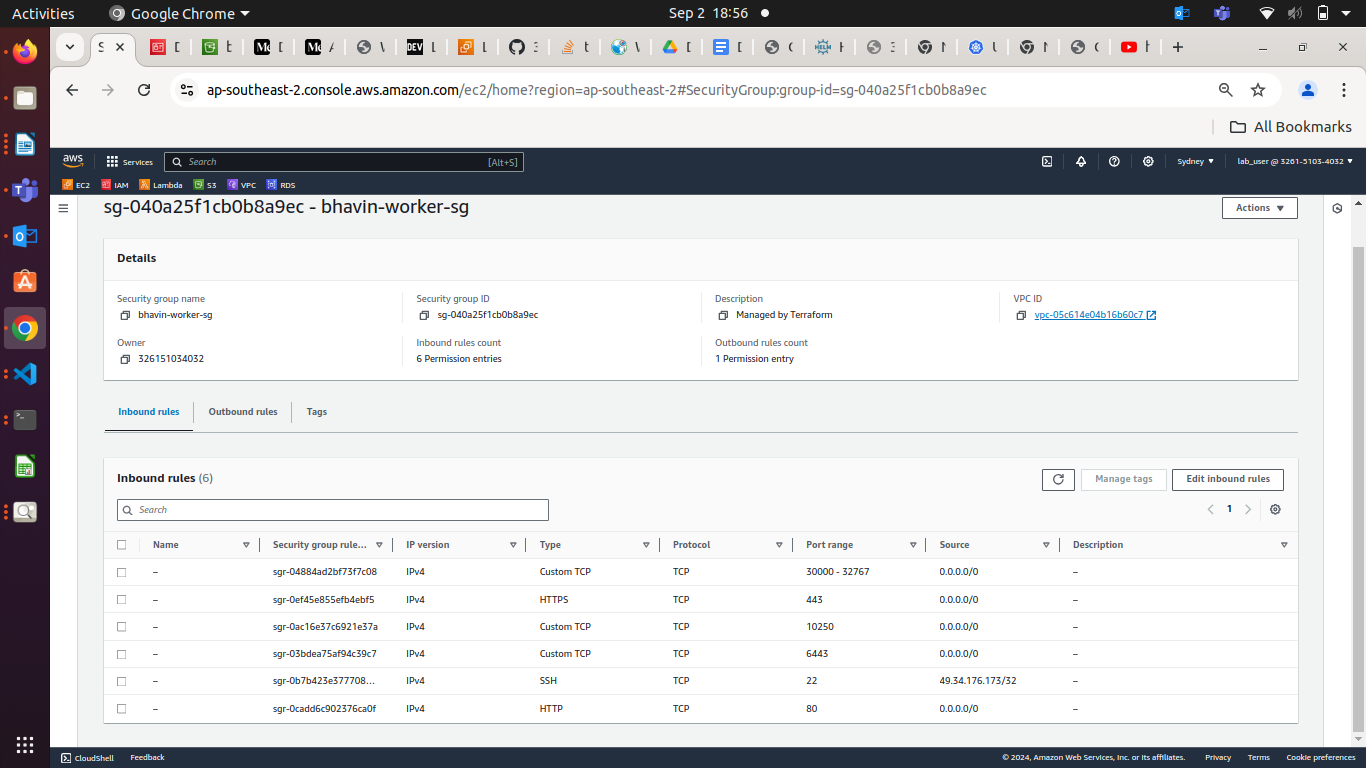 Activities Google Chrome Sep 2 18:56
ap-southeast-2.console.aws.amazon.com/ec2/home?region=ap-southeast-2#SecurityGroup:group-id=sg-040a25f1cb0b8a9ec
All Bookmarks
aws Services Search [Alt+S] Sydney lab_user @ 3261-5103-4032
EC2 IAM Lambda S3 VPC RDS
sg-040a25f1cb0b8a9ec - bhavin-worker-sg Actions
Details
Security group name Security group ID Description VPC ID
bhavin-worker-sg sg-040a25f1cb0b8a9ec Managed by Terraform vpc-05c614e04b16b60c7
Owner Inbound rules count Outbound rules count
326151034032 6 Permission entries 1 Permission entry
Inbound rules Outbound rules Tags
Inbound rules (6) Manage tags Edit inbound rules
Search 1
Name Security group rule... IP version Type Protocol Port range Source Description
– sgr-04884ad2bf73f7c08 IPv4 Custom TCP TCP 30000 - 32767 0.0.0.0/0 –
– sgr-0ef45e855efb4ebf5 IPv4 HTTPS TCP 443 0.0.0.0/0 –
– sgr-0ac16e37c6921e37a IPv4 Custom TCP TCP 10250 0.0.0.0/0 –
– sgr-03bdea75af94c39c7 IPv4 Custom TCP TCP 6443 0.0.0.0/0 –
– sgr-0b7b423e377708... IPv4 SSH TCP 22 49.34.176.173/32 –
– sgr-0cadd6c902376ca0f IPv4 HTTP TCP 80 0.0.0.0/0 –
CloudShell Feedback © 2024, Amazon Web Services, Inc. or its affiliates. Privacy Terms Cookie preferences